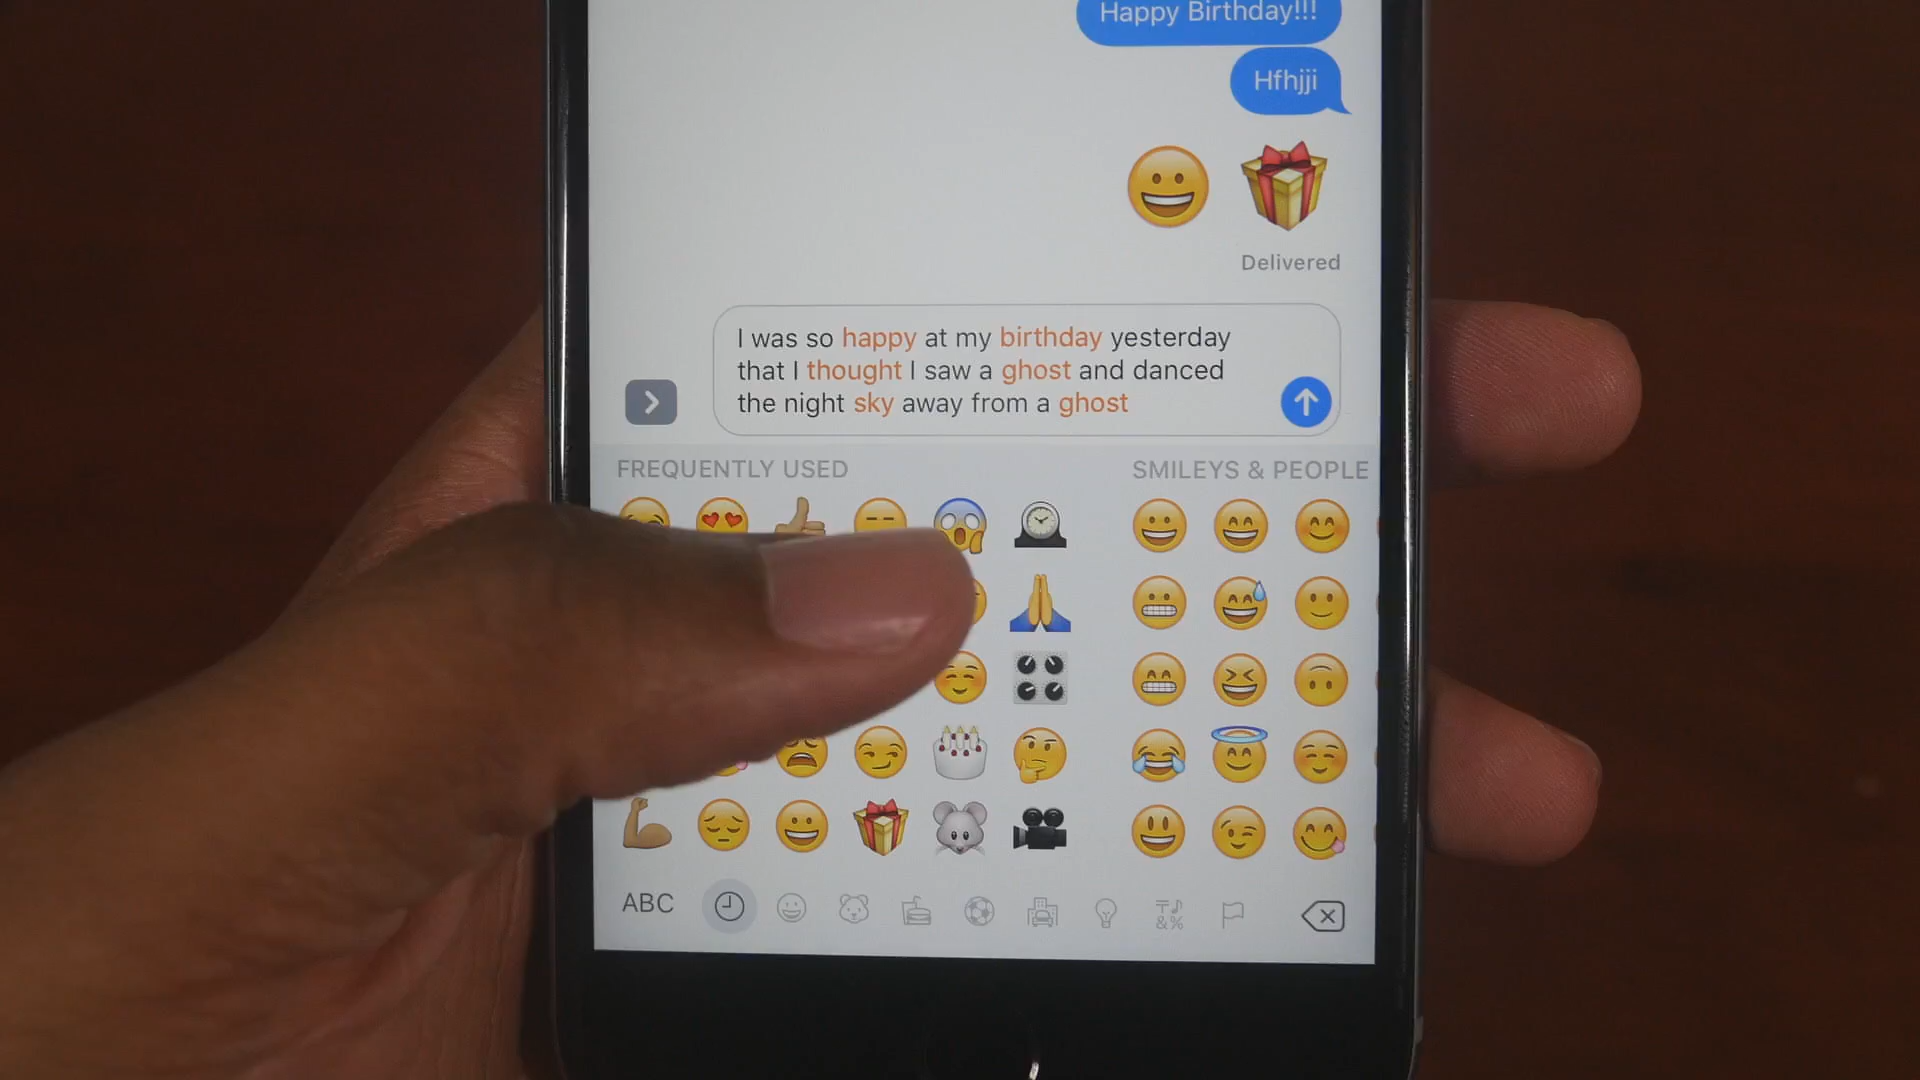 Happy Birthday!!!
Hfhjji
Delivered
I was so happy at my birthday yesterday
that I thought I saw a ghost and danced
the night sky away from a ghost
FREQUENTLY USED
SMILEYS & PEOPLE
ABC